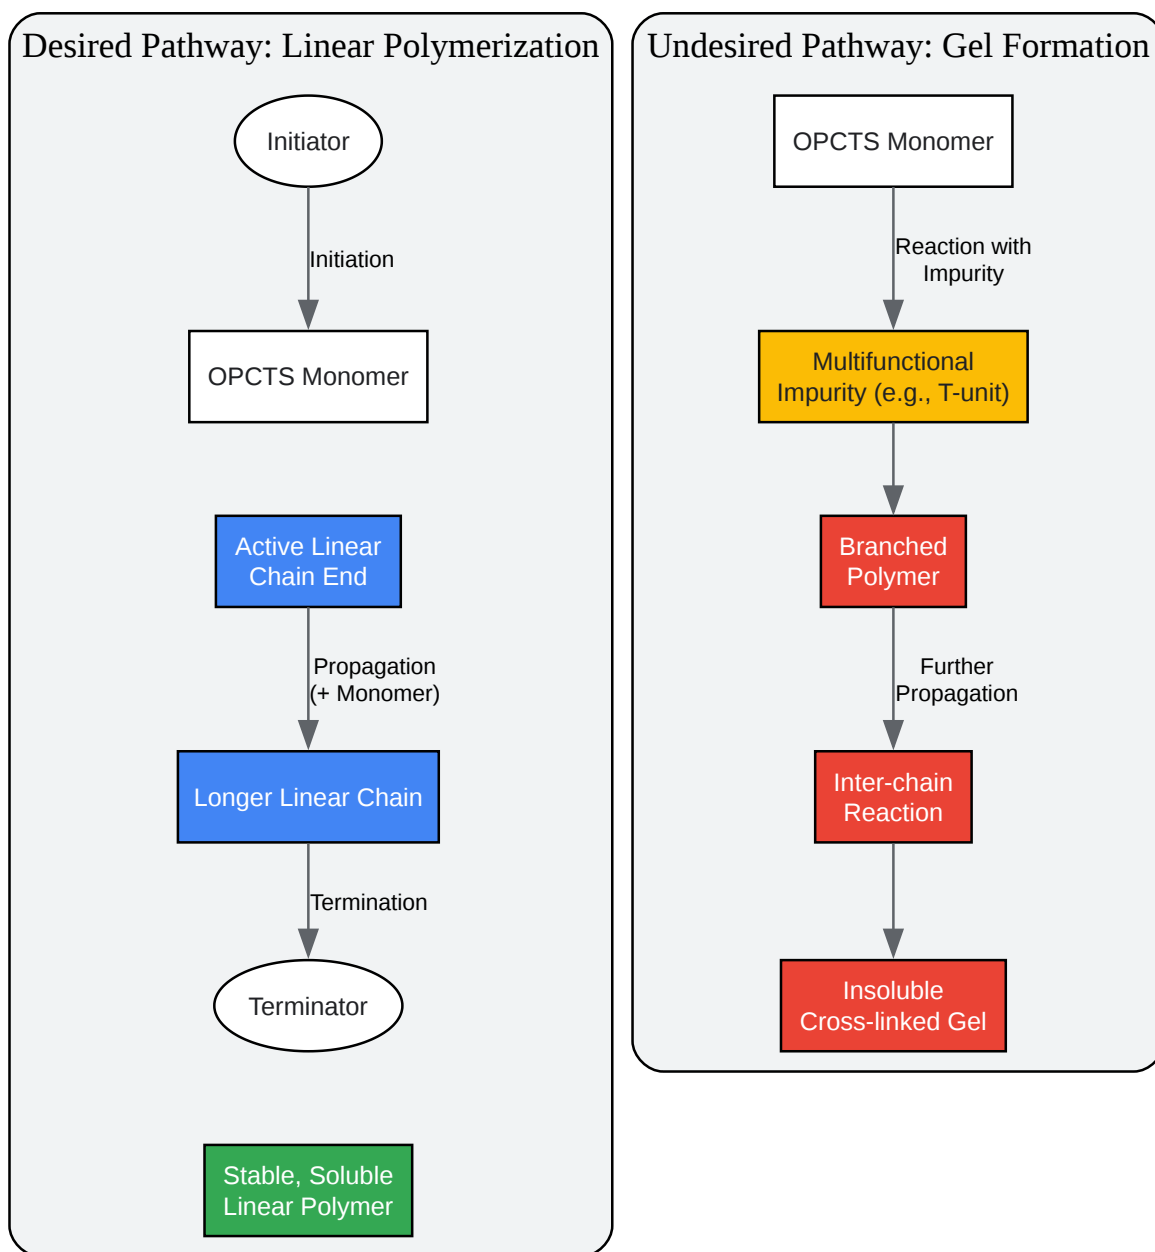 Desired Pathway: Linear Polymerization
Initiator
Initiation
OPCTS Monomer
Active Linear
Chain End
Propagation
(+ Monomer)
Longer Linear Chain
Termination
Terminator
Stable, Soluble
Linear Polymer
Undesired Pathway: Gel Formation
OPCTS Monomer
Reaction with
Impurity
Multifunctional
Impurity (e.g., T-unit)
Branched
Polymer
Further
Propagation
Inter-chain
Reaction
Insoluble
Cross-linked Gel